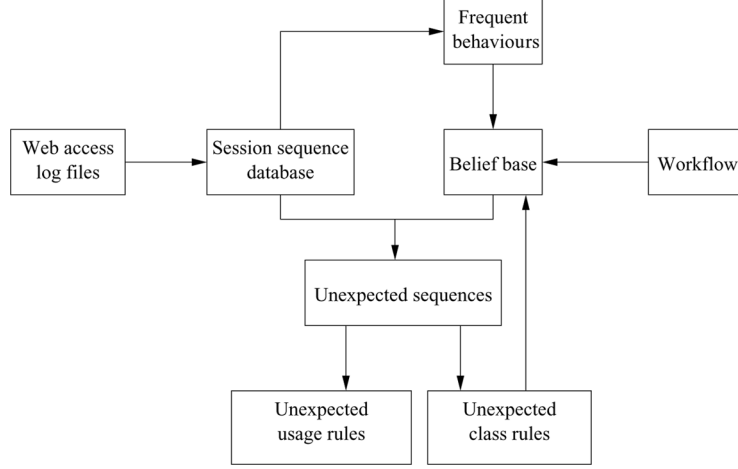 Frequent
behaviours
Web access
log files
Session sequence
database
Belief base
Workflow
Unexpected sequences
Unexpected
usage rules
Unexpected
class rules